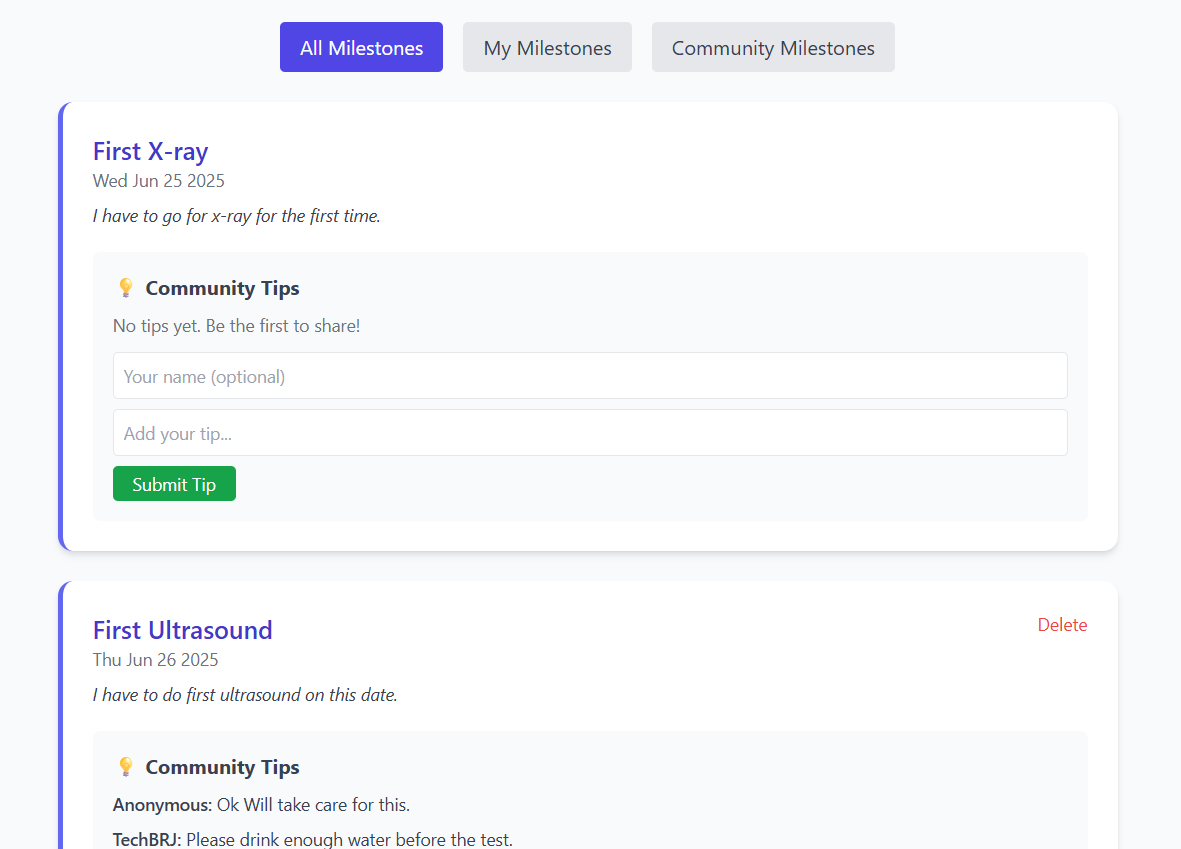 All Milestones My Milestones Community Milestones
First X-ray
Wed Jun 25 2025
I have to go for x-ray for the first time.
Community Tips
No tips yet. Be the first to share!
Your name (optional)
Add your tip...
Submit Tip
First Ultrasound Delete
Thu Jun 26 2025
I have to do first ultrasound on this date.
Community Tips
Anonymous: Ok Will take care for this.
TechBRJ: Please drink enough water before the test.